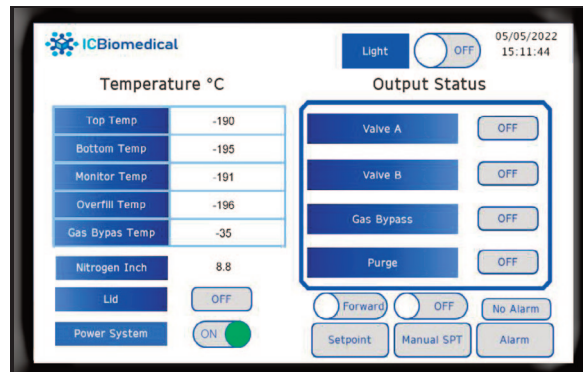 ICBiomedical
Light OFF
05/05/2022
15:11:44
Temperature °C
Top Temp -190
Bottom Temp -195
Monitor Temp -191
Overfill Temp -196
Gas Bypas Temp -35
Nitrogen Inch 8.8
Lid OFF
Power System ON
Output Status
Valve A OFF
Valve B OFF
Gas Bypass OFF
Purge OFF
Forward OFF No Alarm
Setpoint Manual SPT Alarm